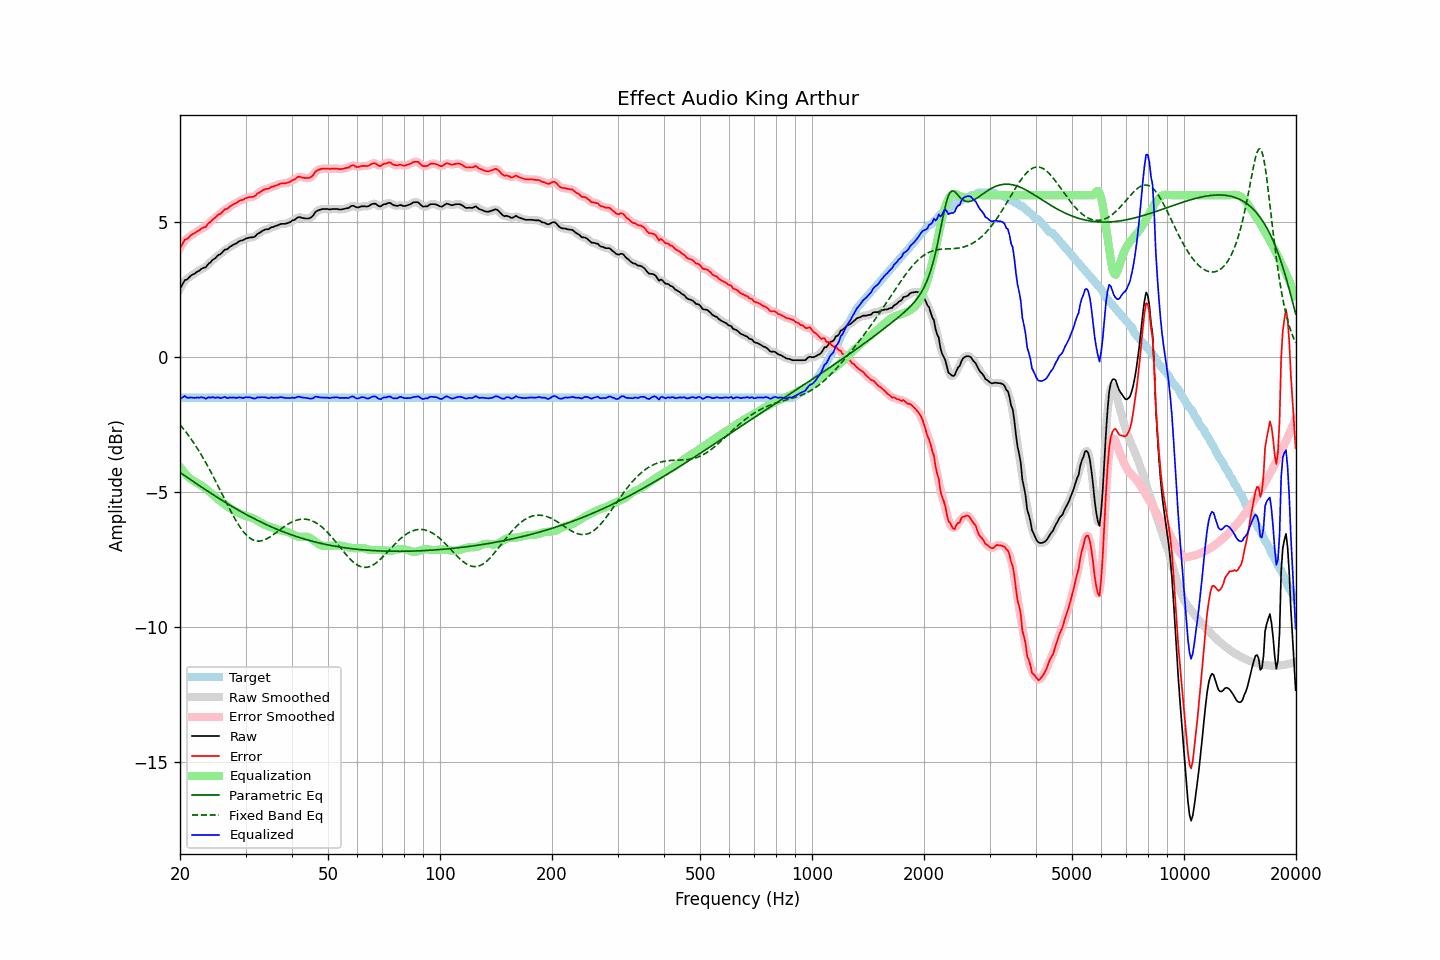 Effect Audio King Arthur
Amplitude (dBr)
5
0
−5
−10
−15
Target
Raw Smoothed
Error Smoothed
Raw
Error
Equalization
Parametric Eq
Fixed Band Eq
Equalized
20 50 100 200 500 1000 2000 5000 10000 20000
Frequency (Hz)